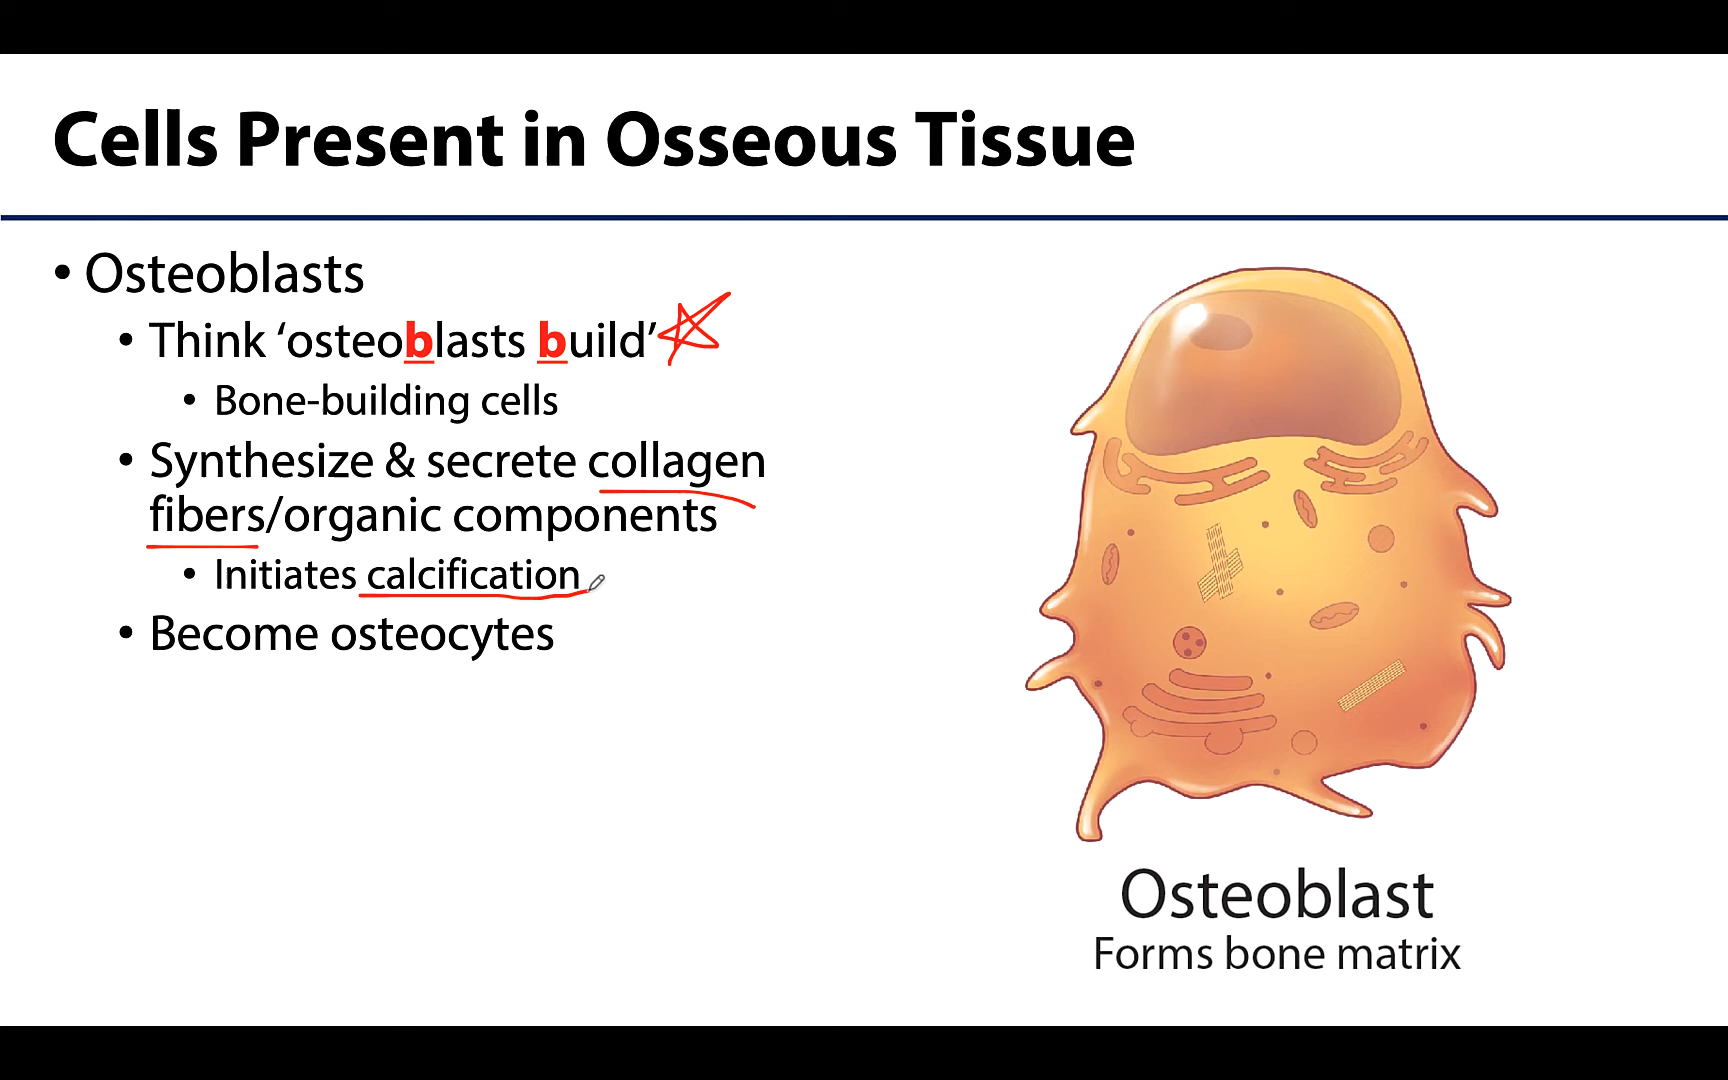 Cells Present in Osseous Tissue
• Osteoblasts
• Think ‘osteoblasts build’
• Bone-building cells
• Synthesize & secrete collagen
fibers/organic components
• Initiates calcification
• Become osteocytes
Osteoblast
Forms bone matrix